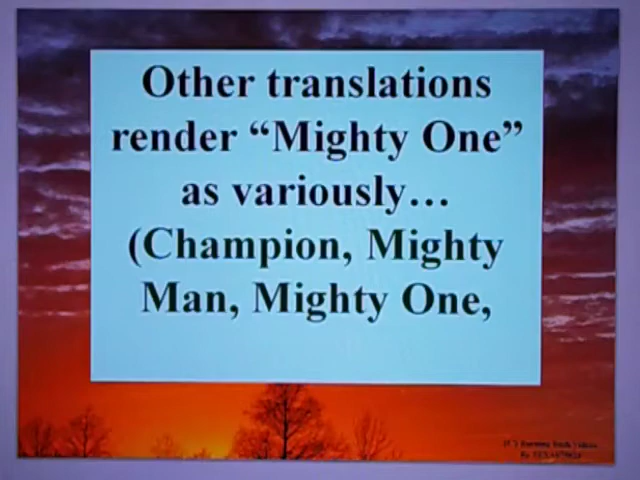 Other translations
render “Mighty One”
as variously…
(Champion, Mighty
Man, Mighty One,